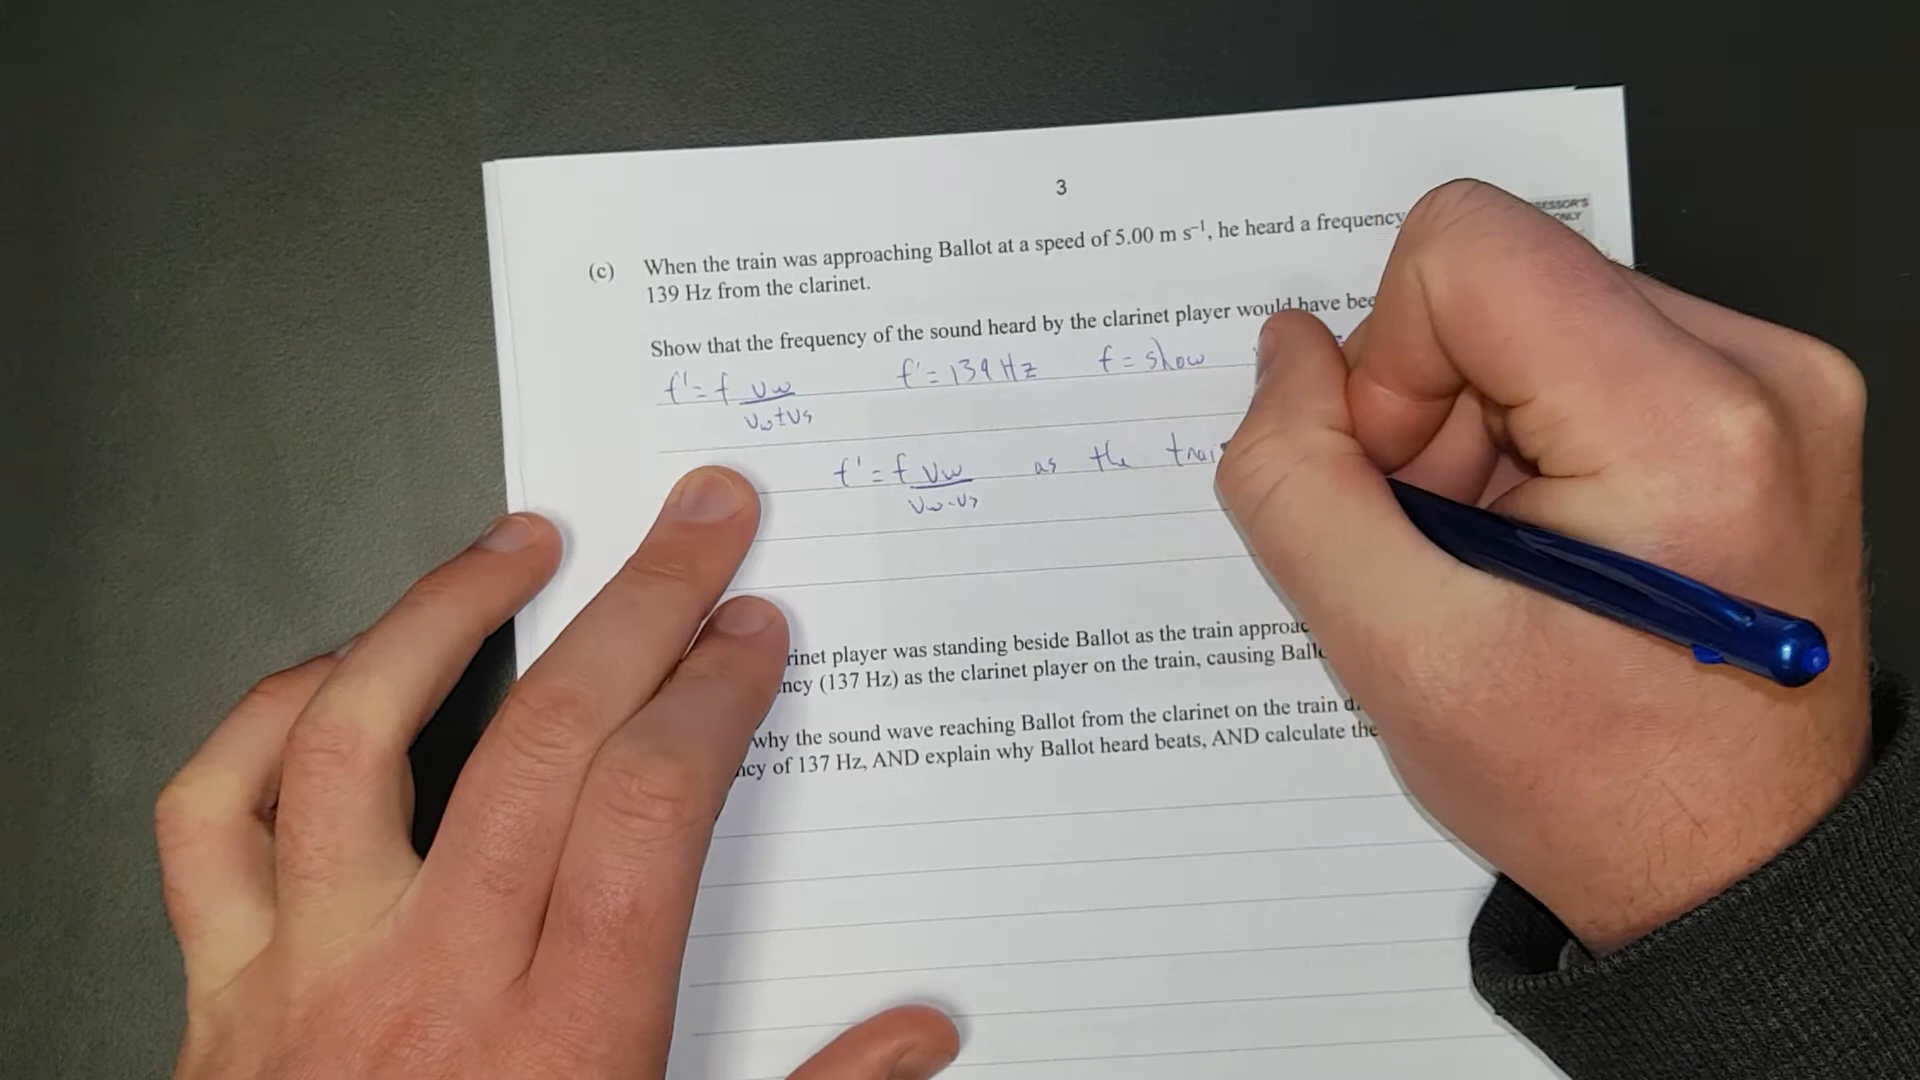 3
SESSOR'S
ONLY
(c) When the train was approaching Ballot at a speed of 5.00 m s⁻¹, he heard a frequency
139 Hz from the clarinet.
Show that the frequency of the sound heard by the clarinet player would have bee
f' = f vw / vw ± vs   f' = 139 Hz   f = show
f' = f vw / vw - vs   as the trai
rinet player was standing beside Ballot as the train approac
ncy (137 Hz) as the clarinet player on the train, causing Ball
why the sound wave reaching Ballot from the clarinet on the train d
ncy of 137 Hz, AND explain why Ballot heard beats, AND calculate the